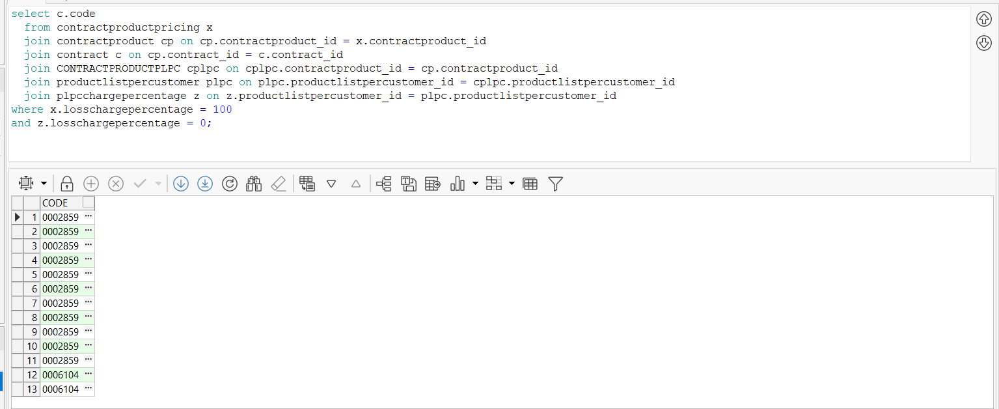 select c.code
from contractproductpricing x
join contractproduct cp on cp.contractproduct_id = x.contractproduct_id
join contract c on cp.contract_id = c.contract_id
join CONTRACTPRODUCTPLPC cplpc on cplpc.contractproduct_id = cp.contractproduct_id
join productlistpercustomer plpc on plpc.productlistpercustomer_id = cplpc.productlistpercustomer_id
join plpcchargepercentage z on z.productlistpercustomer_id = plpc.productlistpercustomer_id
where x.losschargepercentage = 100
and z.losschargepercentage = 0;
CODE
1 0002859 ...
2 0002859 ...
3 0002859 ...
4 0002859 ...
5 0002859 ...
6 0002859 ...
7 0002859 ...
8 0002859 ...
9 0002859 ...
10 0002859 ...
11 0002859 ...
12 0006104 ...
13 0006104 ...